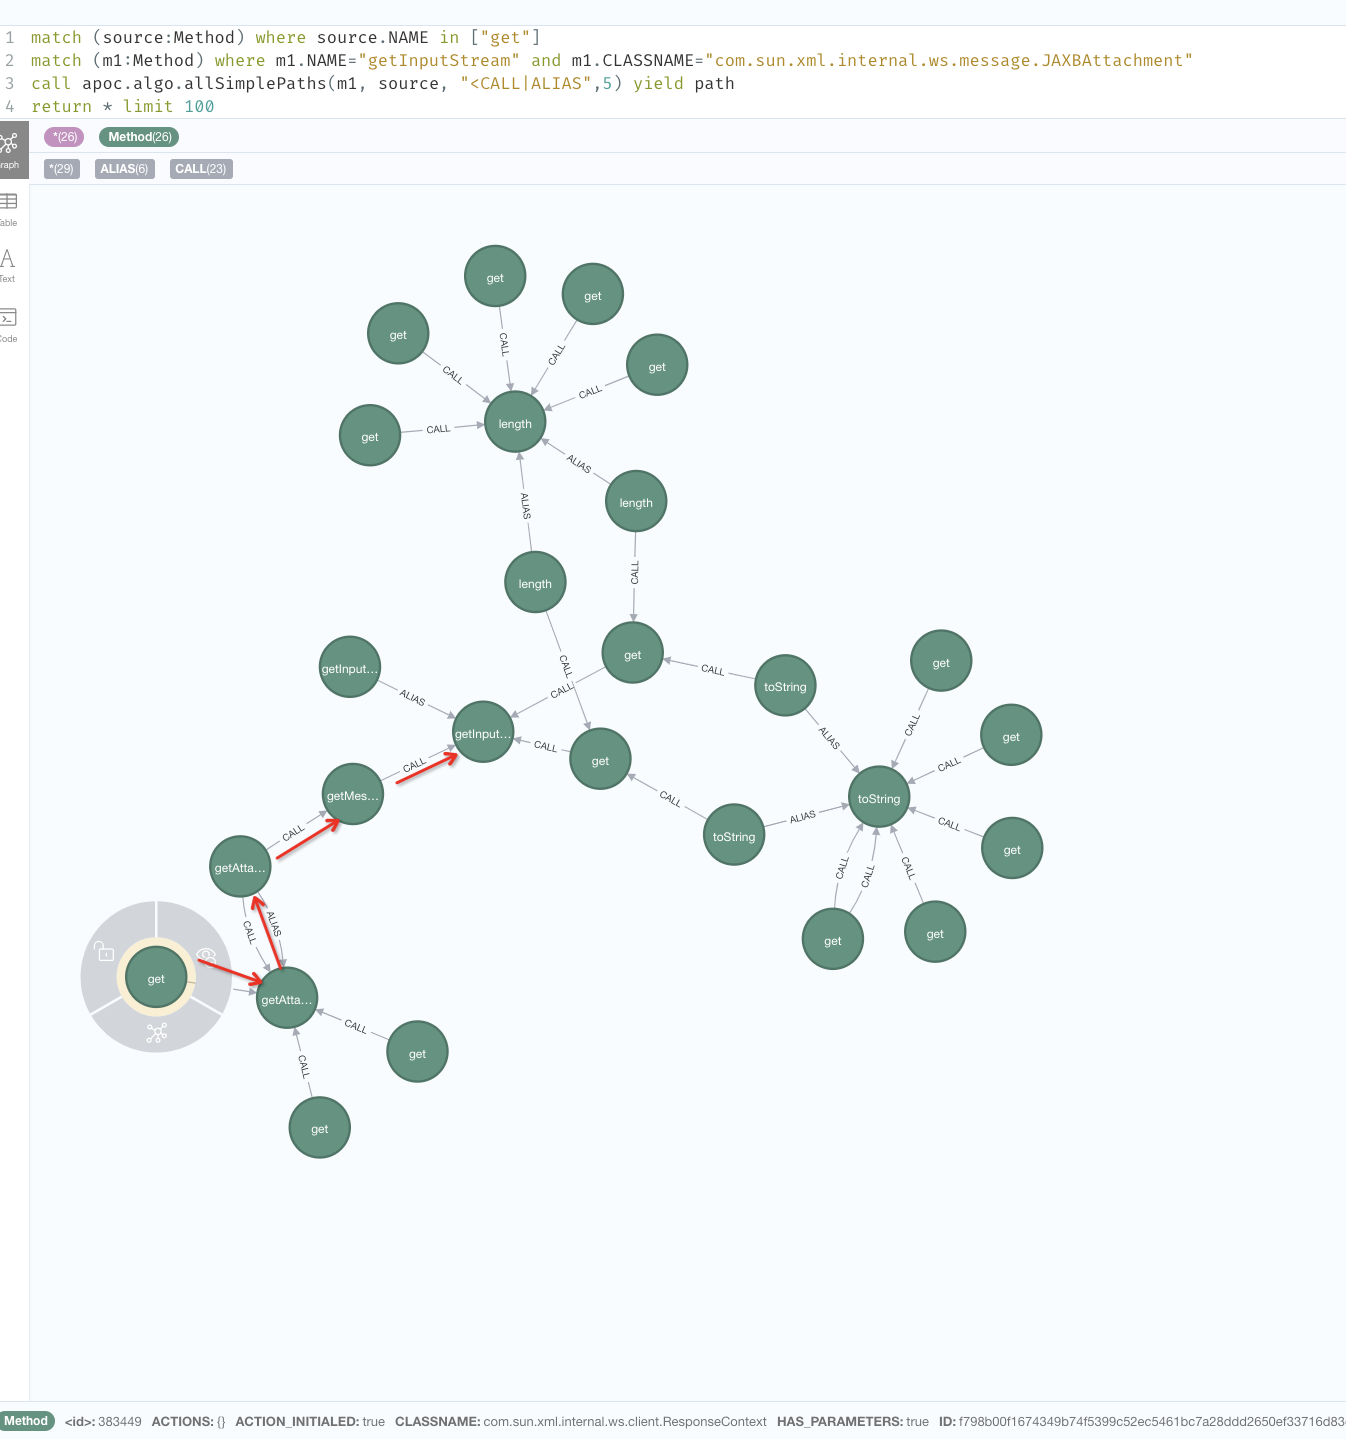 1 match (source:Method) where source.NAME in ["get"]
2 match (m1:Method) where m1.NAME="getInputStream" and m1.CLASSNAME="com.sun.xml.internal.ws.message.JAXBAttachment"
3 call apoc.algo.allSimplePaths(m1, source, "<CALL|ALIAS",5) yield path
4 return * limit 100
*(26) Method(26)
raph
*(29) ALIAS(6) CALL(23)
Table
Text
Code
get
get
get
CALL
CALL
get
CALL
CALL
length
get
CALL
ALIAS
ALIAS
length
CALL
length
get
CALL
CALL
get
getInput...
CALL
toString
ALIAS
CALL
getInput...
CALL
get
ALIAS
CALL
get
CALL
CALL
getMes...
CALL
toString
ALIAS
toString
CALL
get
CALL
getAtta...
CALL
CALL
CALL
ALIAS
CALL
get
get
get
getAtta...
CALL
get
CALL
get
Method <id>: 383449 ACTIONS: {} ACTION_INITIALED: true CLASSNAME: com.sun.xml.internal.ws.client.ResponseContext HAS_PARAMETERS: true ID: f798b00f1674349b74f5399c52ec5461bc7a28ddd2650ef33716d83